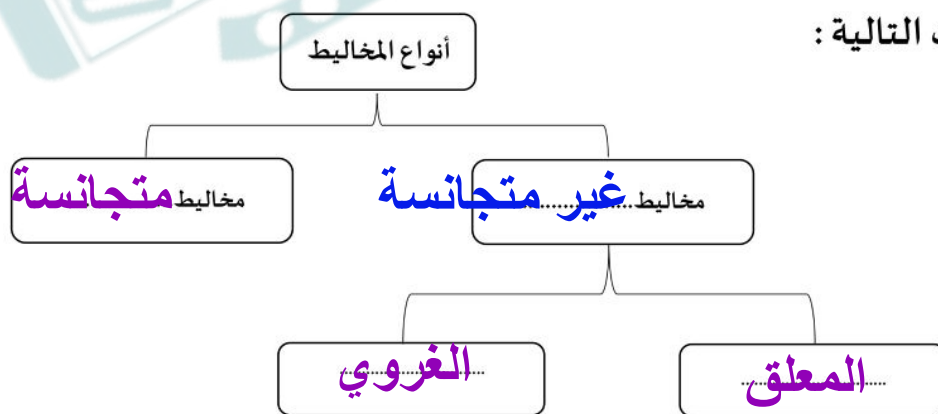 التالية :
أنواع المخاليط
مخاليط غير متجانسة
مخاليط متجانسة
المعلق
الغروي